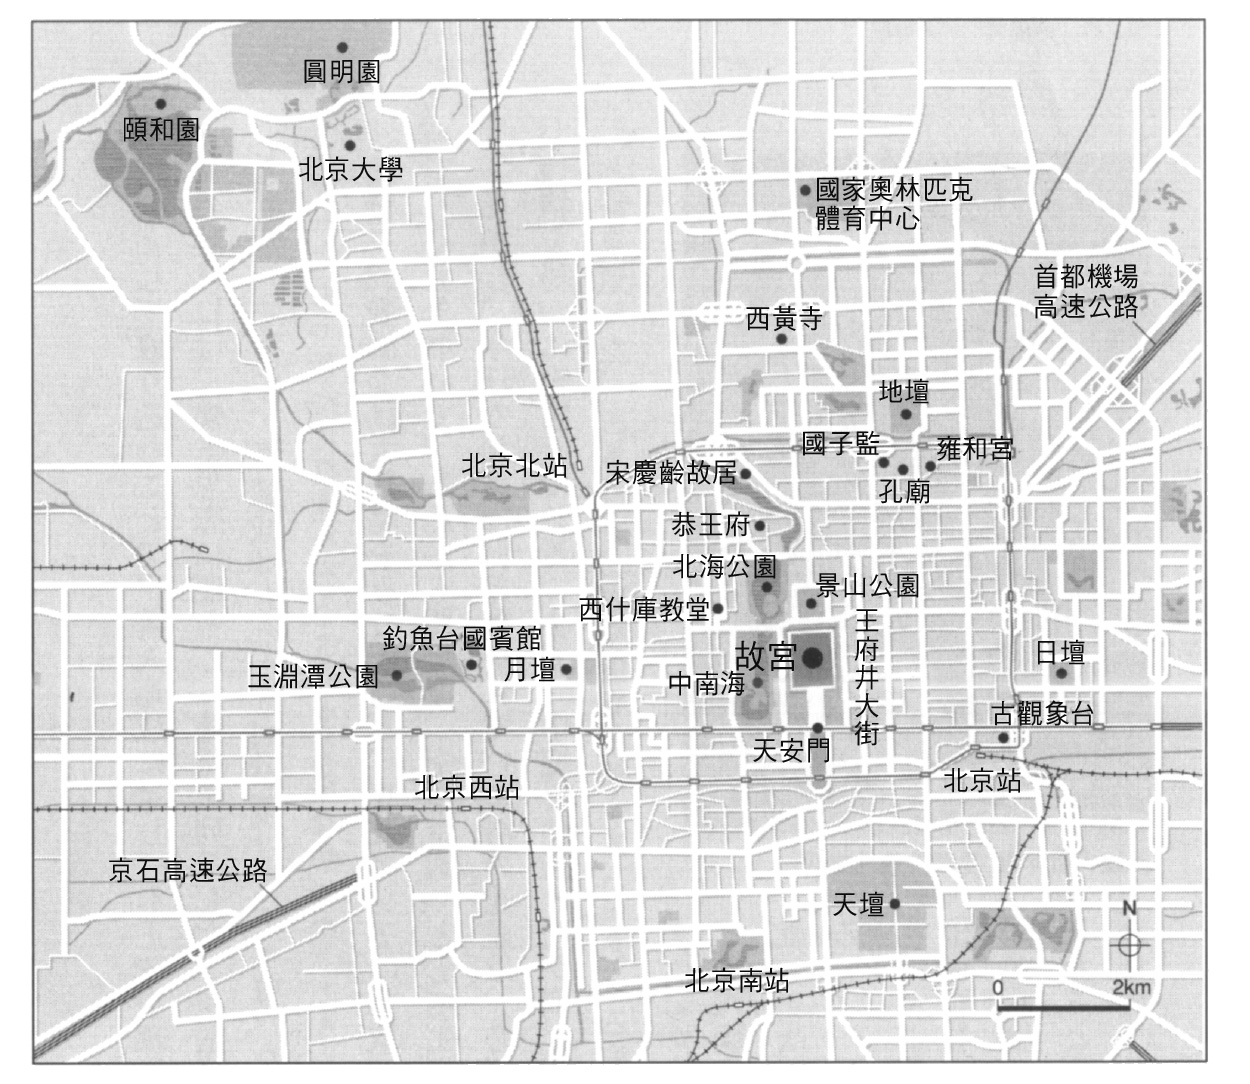 圓明園
頤和園
北京大學
國家奧林匹克
體育中心
首都機場
高速公路
西黃寺
地壇
國子監
雍和宮
北京北站
宋慶齡故居
孔廟
恭王府
北海公園
景山公園
西什庫教堂
王府井大街
釣魚台國賓館
故宮
日壇
玉淵潭公園
月壇
中南海
古觀象台
天安門
北京站
北京西站
京石高速公路
天壇
N
北京南站
0
2km